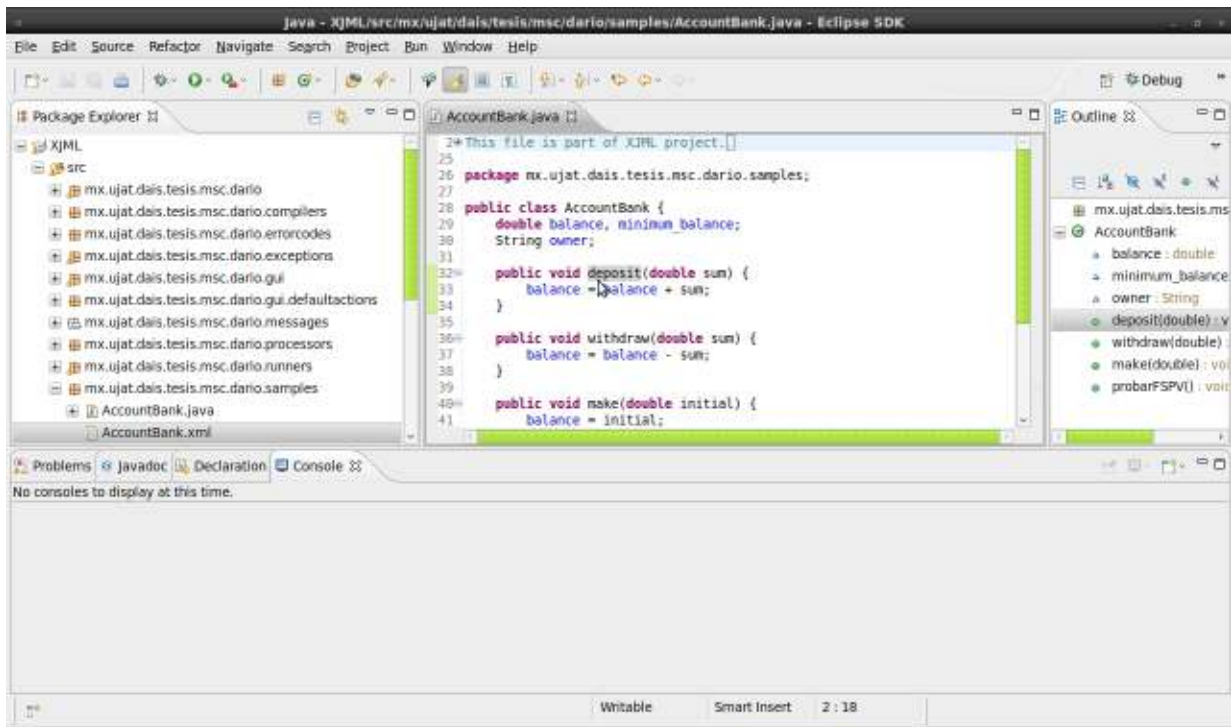 Java - XJML/src/mx/ujat/dais/tesis/msc/dario/samples/AccountBank.java - Eclipse SDK
File Edit Source Refactor Navigate Search Project Run Window Help
Debug
Package Explorer
XJML
src
mx.ujat.dais.tesis.msc.dario
mx.ujat.dais.tesis.msc.dario.compilers
mx.ujat.dais.tesis.msc.dario.errorcodes
mx.ujat.dais.tesis.msc.dario.exceptions
mx.ujat.dais.tesis.msc.dario.gui
mx.ujat.dais.tesis.msc.dario.gui.defaultactions
mx.ujat.dais.tesis.msc.dario.messages
mx.ujat.dais.tesis.msc.dario.processors
mx.ujat.dais.tesis.msc.dario.runners
mx.ujat.dais.tesis.msc.dario.samples
AccountBank.java
AccountBank.xml
AccountBank.java
2 This file is part of XJML project.
25
26 package mx.ujat.dais.tesis.msc.dario.samples;
27
28 public class AccountBank {
29 double balance, minimum_balance;
30 String owner;
31
32 public void deposit(double sum) {
33 balance = balance + sum;
34 }
35
36 public void withdraw(double sum) {
37 balance = balance - sum;
38 }
39
40 public void make(double initial) {
41 balance = initial;
Outline
mx.ujat.dais.tesis.ms
AccountBank
balance : double
minimum_balance
owner : String
deposit(double) : v
withdraw(double) :
make(double) : voi
probarFSPV() : void
Problems Javadoc Declaration Console
No consoles to display at this time.
Writable Smart Insert 2 : 18